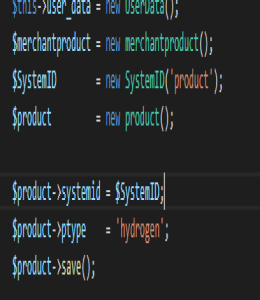 $this->user_data = new UserData();
$merchantproduct = new merchantproduct();
$SystemID = new SystemID('product');
$product = new product();
$product->systemid = $SystemID;
$product->ptype = 'hydrogen';
$product->save();